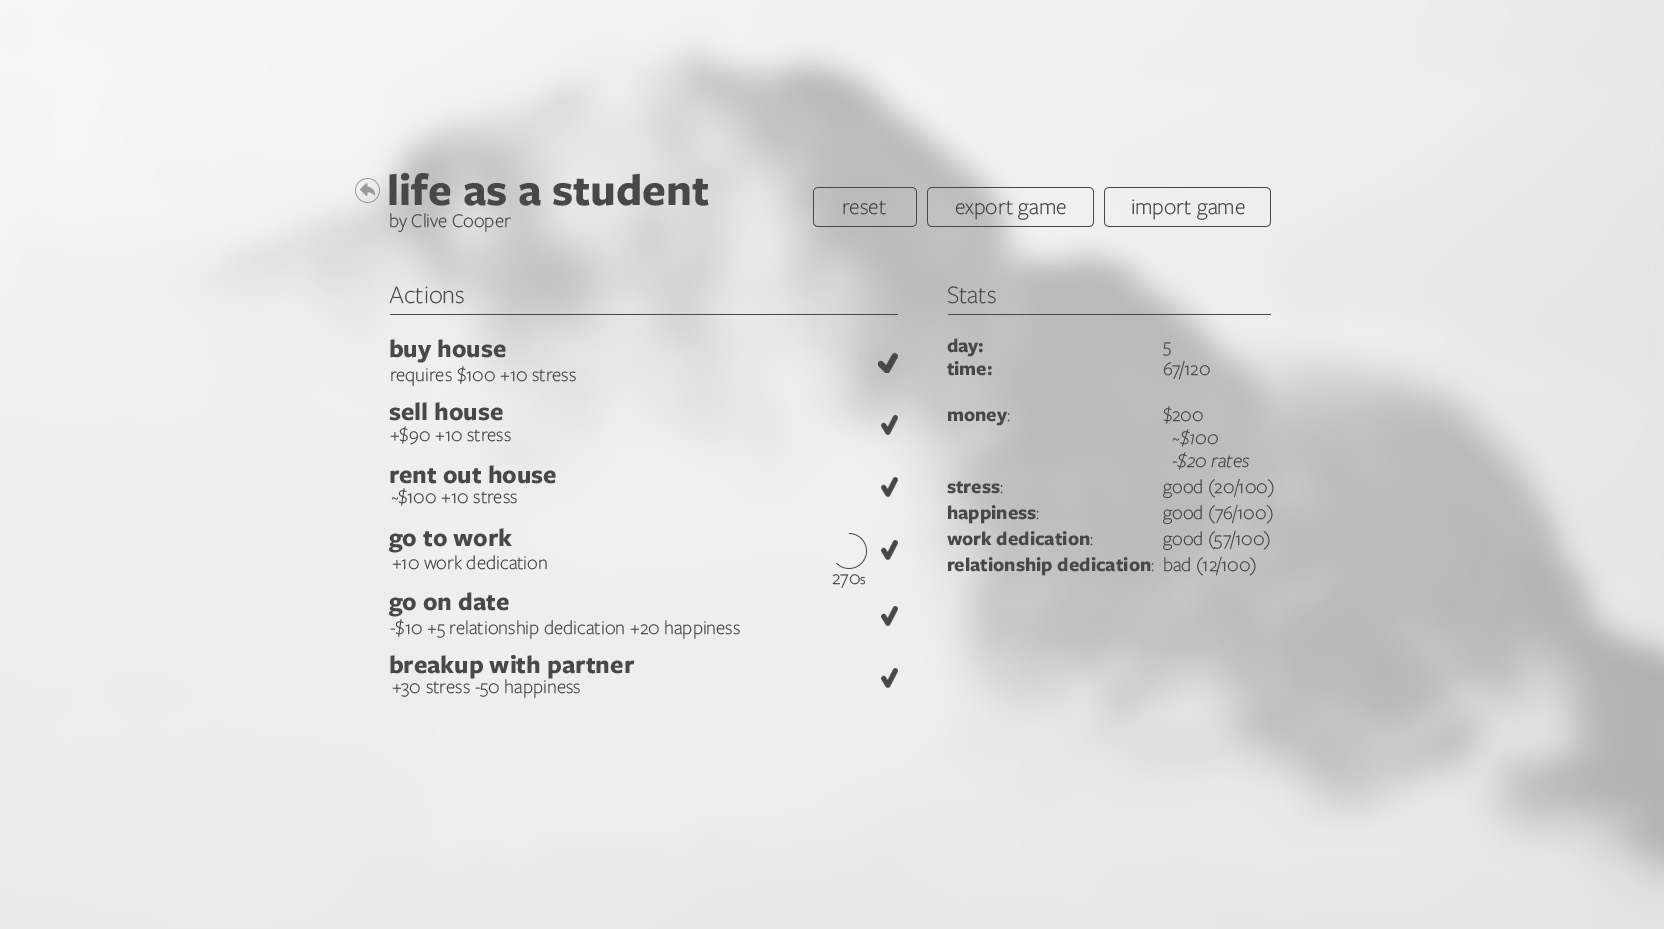 life as a student
by Clive Cooper
reset
export game
import game
Actions
buy house
requires $100 +10 stress
sell house
+$90 +10 stress
rent out house
~$100 +10 stress
go to work
+10 work dedication
270s
go on date
-$10 +5 relationship dedication +20 happiness
breakup with partner
+30 stress -50 happiness
Stats
day: 5
time: 67/120
money: $200
~$100
-$20 rates
stress: good (20/100)
happiness: good (76/100)
work dedication: good (57/100)
relationship dedication: bad (12/100)